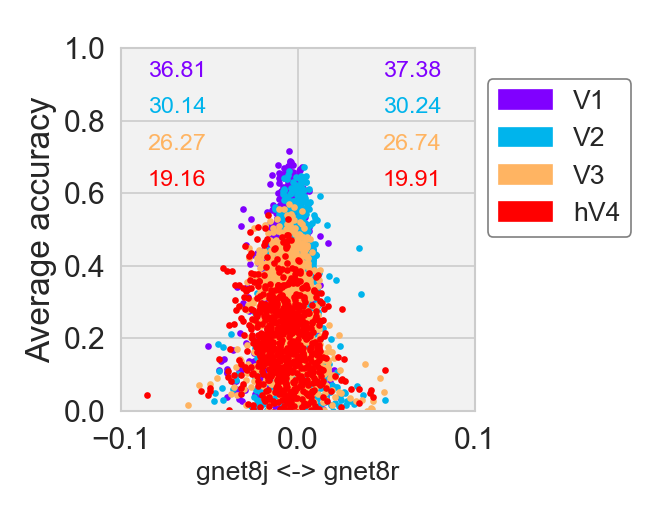 1.0
0.8
0.6
0.4
0.2
0.0
Average accuracy
36.81 37.38
30.14 30.24
26.27 26.74
19.16 19.91
V1
V2
V3
hV4
−0.1 0.0 0.1
gnet8j <-> gnet8r